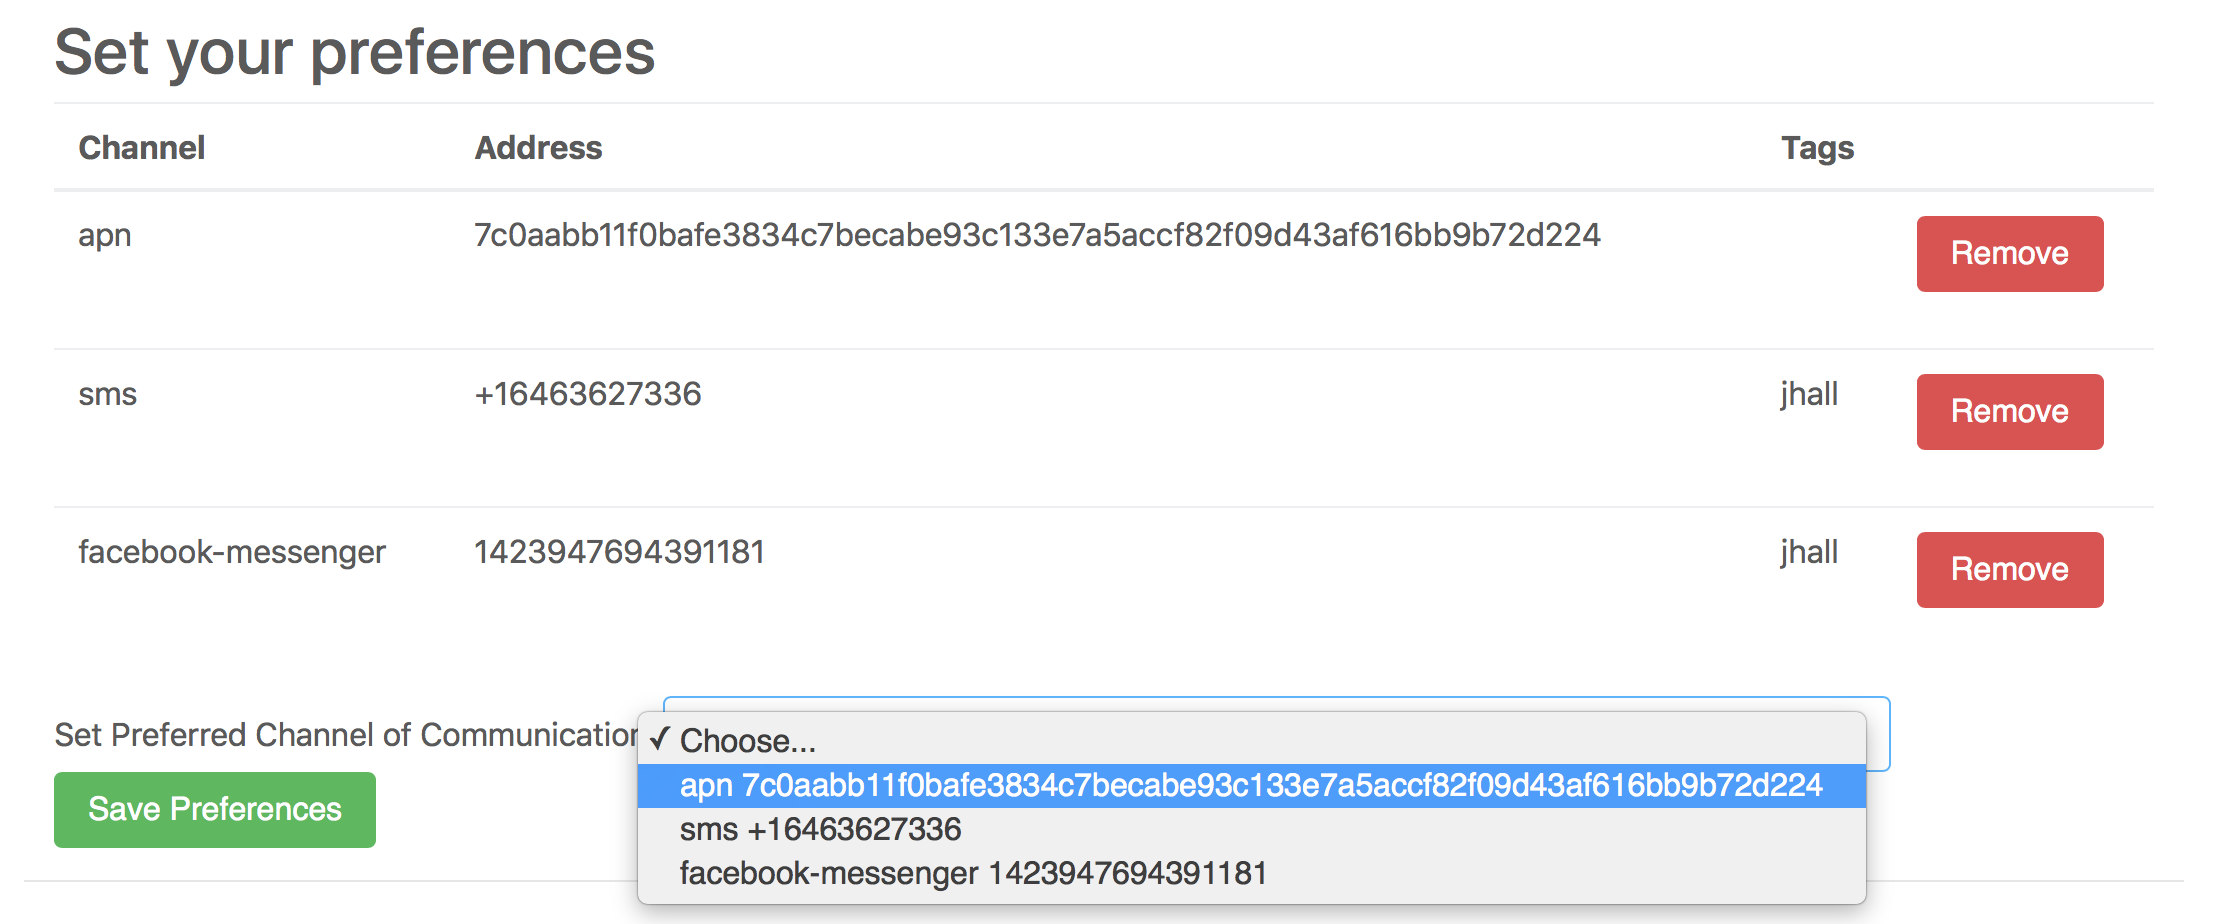 Set your preferences
Channel Address Tags
apn 7c0aabb11f0bafe3834c7becabe93c133e7a5accf82f09d43af616bb9b72d224 Remove
sms +16463627336 jhall Remove
facebook-messenger 1423947694391181 jhall Remove
Set Preferred Channel of Communication
✓ Choose...
apn 7c0aabb11f0bafe3834c7becabe93c133e7a5accf82f09d43af616bb9b72d224
sms +16463627336
facebook-messenger 1423947694391181
Save Preferences